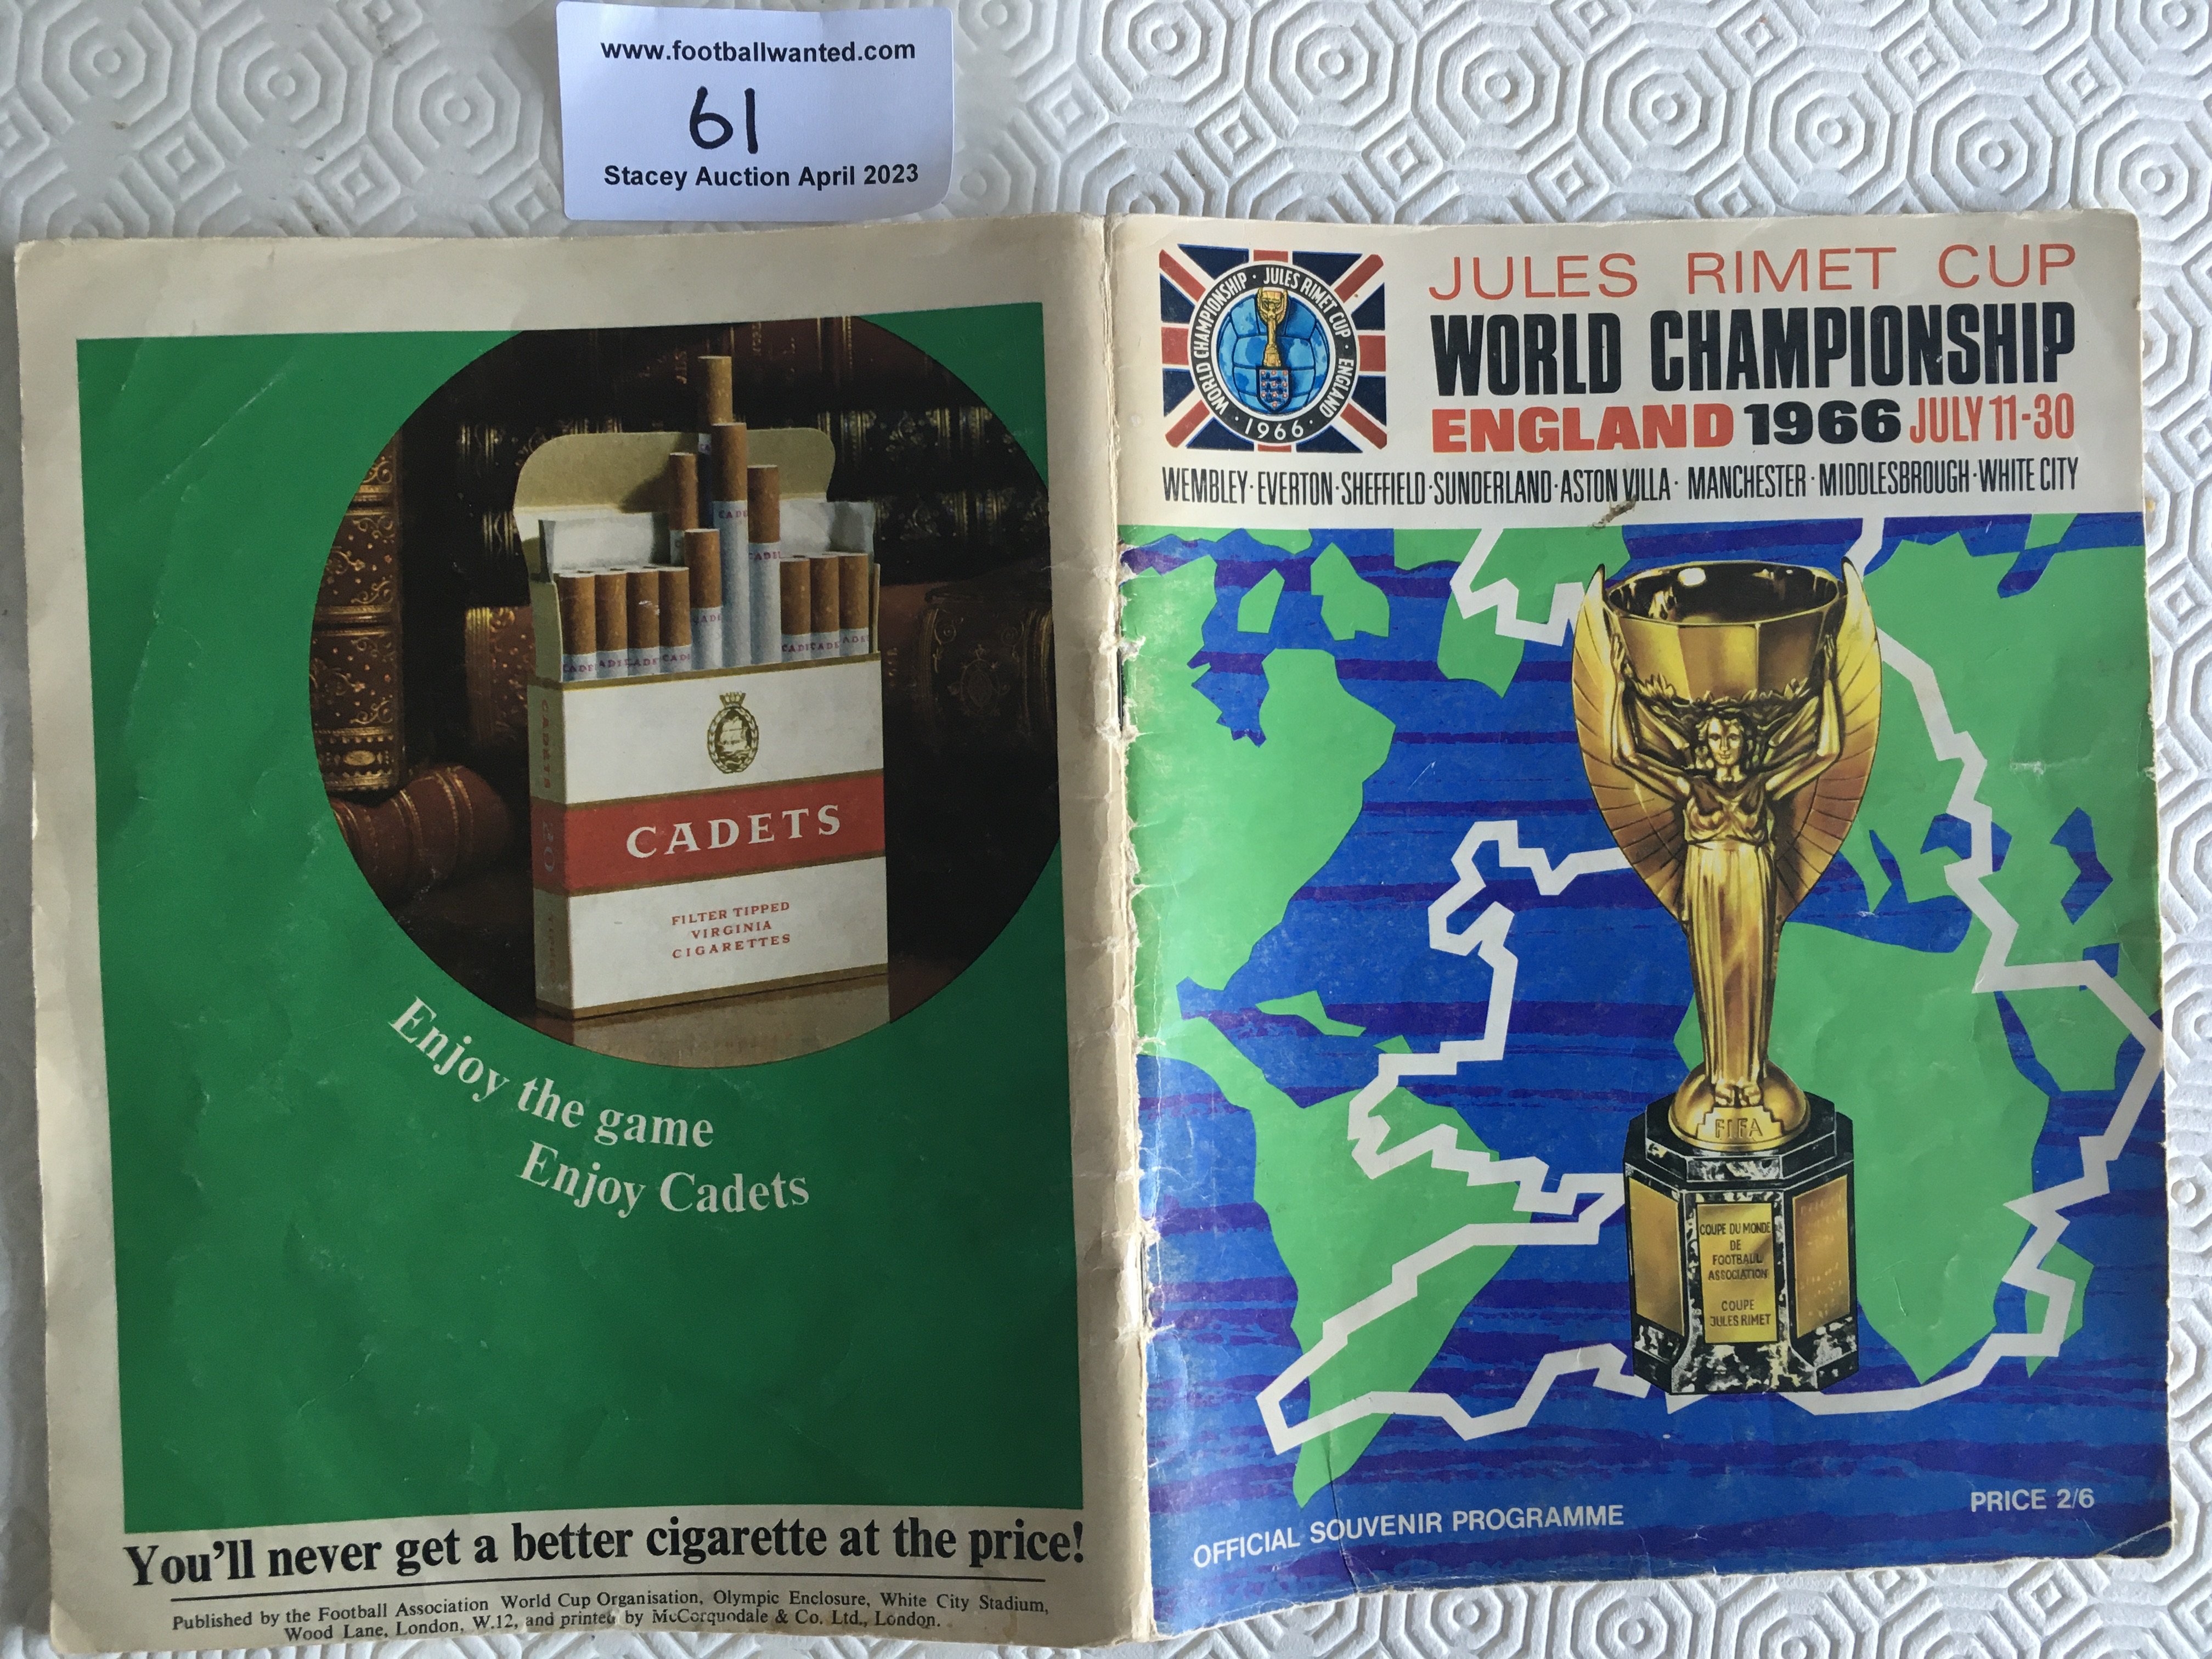 www.footballwanted.com
61
Stacey Auction April 2023
CADETS
CADETS
20
FILTER TIPPED
VIRGINIA
CIGARETTES
Enjoy the game
Enjoy Cadets
You'll never get a better cigarette at the price!
Published by the Football Association World Cup Organisation, Olympic Enclosure, White City Stadium,
Wood Lane, London, W.12, and printed by McCorquodale & Co. Ltd., London.
WORLD CHAMPIONSHIP · JULES RIMET CUP · ENGLAND
· 1966 ·
JULES RIMET CUP
WORLD CHAMPIONSHIP
ENGLAND 1966 JULY 11-30
WEMBLEY · EVERTON · SHEFFIELD · SUNDERLAND · ASTON VILLA · MANCHESTER · MIDDLESBROUGH · WHITE CITY
FIFA
COUPE DU MONDE
DE
FOOTBALL
ASSOCIATION
COUPE
JULES RIMET
OFFICIAL SOUVENIR PROGRAMME
PRICE 2/6